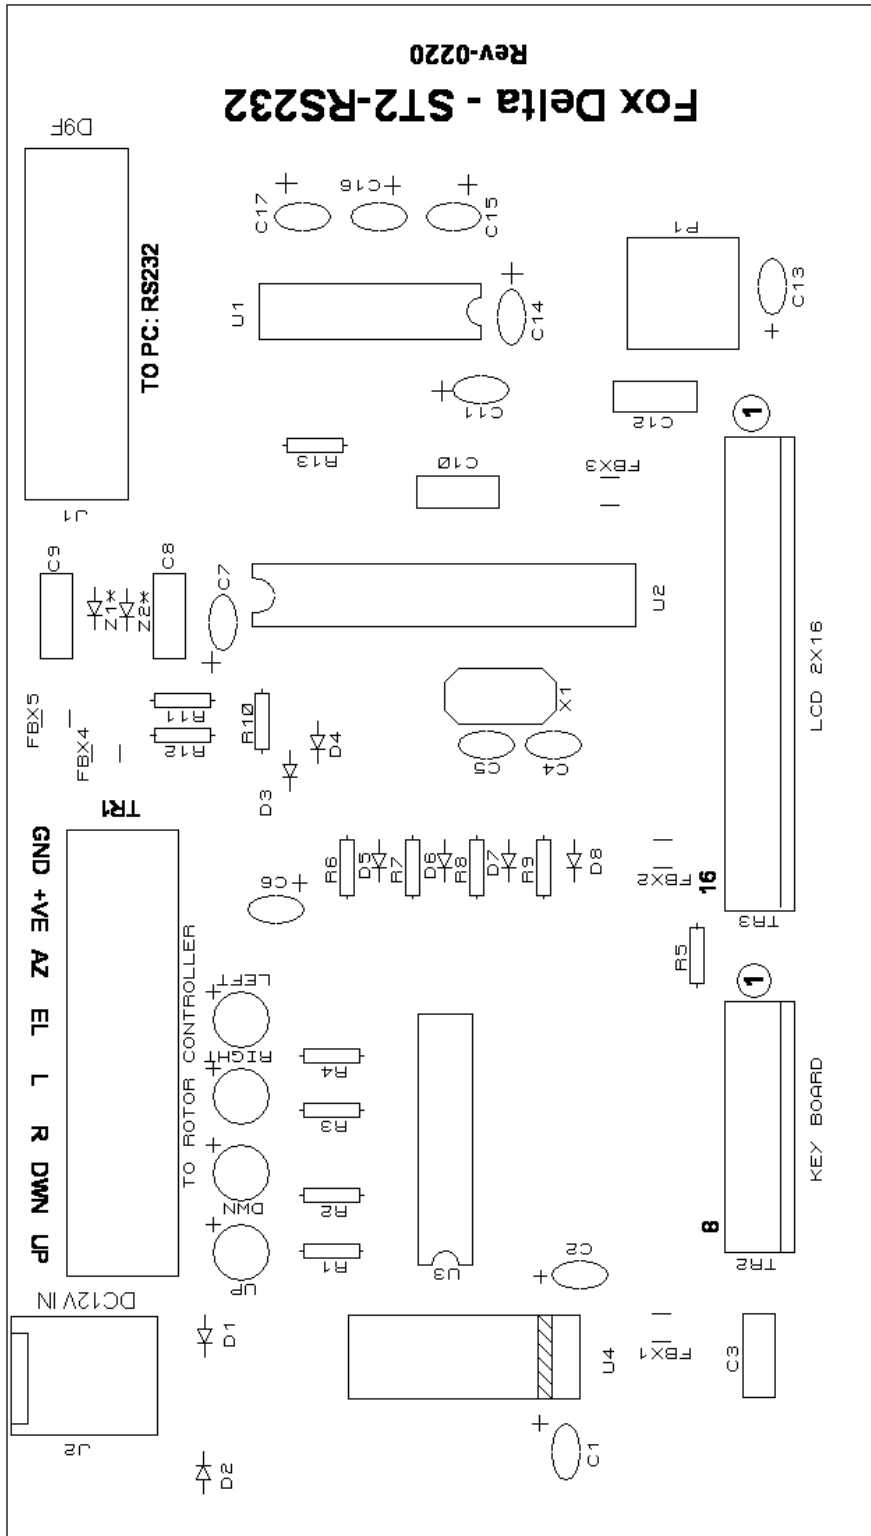 Rev-0220
Fox Delta - ST2-RS232
D9F
TO PC: RS232
J1
C17
C16
C15
U1
C14
P1
C13
C11
C12
1
R13
C10
FBX3
C9
Z1*
Z2*
C8
C7
U2
LCD 2X16
FBX5
FBX4
R11
R12
R10
D4
D3
X1
C5
C4
TR1
GND +VE AZ EL L R DWN UP
TO ROTOR CONTROLLER
C6
R6
D5
R7
D6
R8
D7
R9
D8
FBX2
16
TR3
R5
1
LEFT
RIGHT
DWN
UP
R4
R3
R2
R1
U3
C2
KEY BOARD
8
TR2
DC12V IN
J2
D1
D2
U4
FBX1
C3
C1